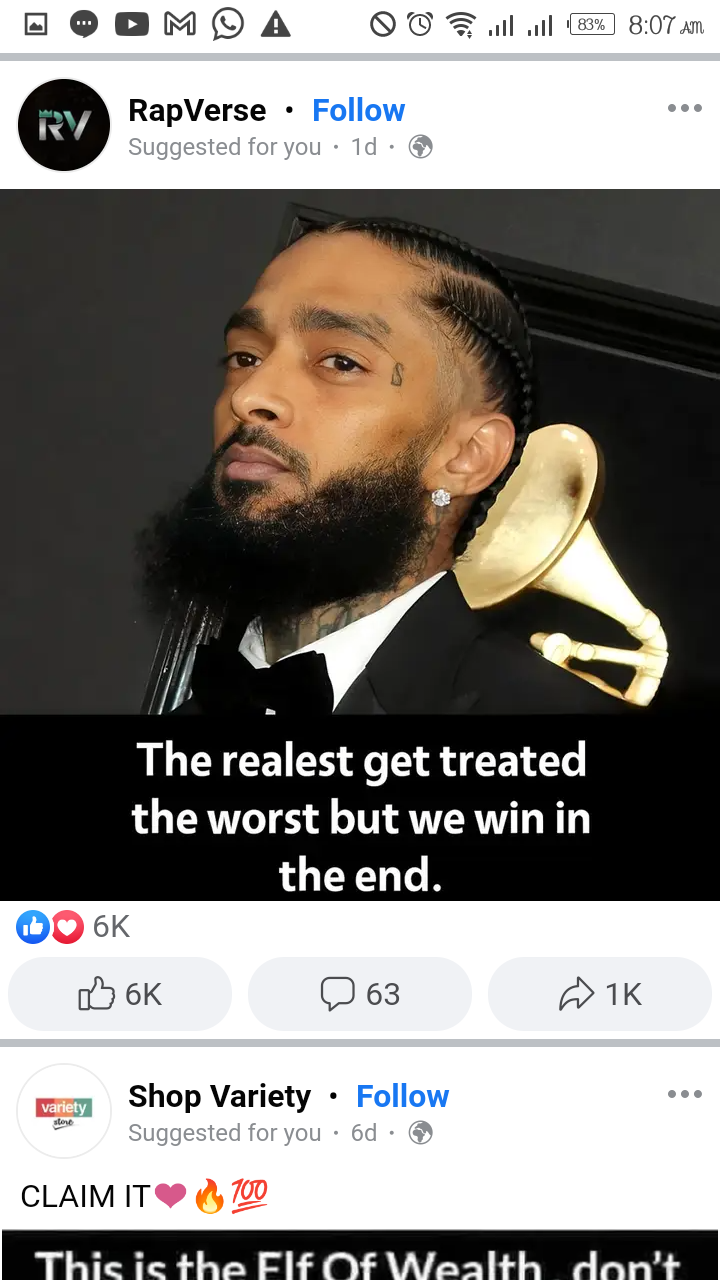 83% 8:07 AM
RV
RapVerse • Follow
Suggested for you · 1d ·
The realest get treated
the worst but we win in
the end.
6K
6K 63 1K
variety
store
Shop Variety • Follow
Suggested for you · 6d ·
CLAIM IT❤🔥💯
This is the Elf Of Wealth , don't